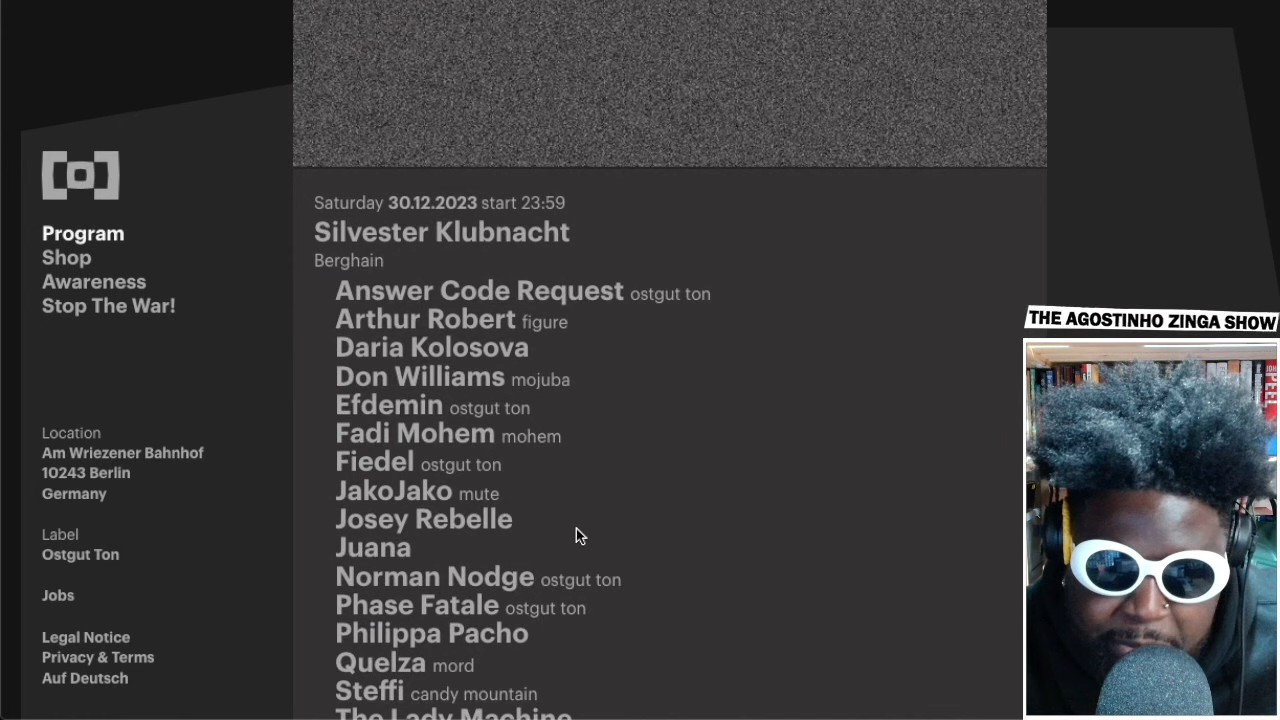 Program
Shop
Awareness
Stop The War!
Location
Am Wriezener Bahnhof
10243 Berlin
Germany
Label
Ostgut Ton
Jobs
Legal Notice
Privacy & Terms
Auf Deutsch
Saturday 30.12.2023 start 23:59
Silvester Klubnacht
Berghain
Answer Code Request ostgut ton
Arthur Robert figure
Daria Kolosova
Don Williams mojuba
Efdemin ostgut ton
Fadi Mohem mohem
Fiedel ostgut ton
JakoJako mute
Josey Rebelle
Juana
Norman Nodge ostgut ton
Phase Fatale ostgut ton
Philippa Pacho
Quelza mord
Steffi candy mountain
The Lady Machine
THE AGOSTINHO ZINGA SHOW